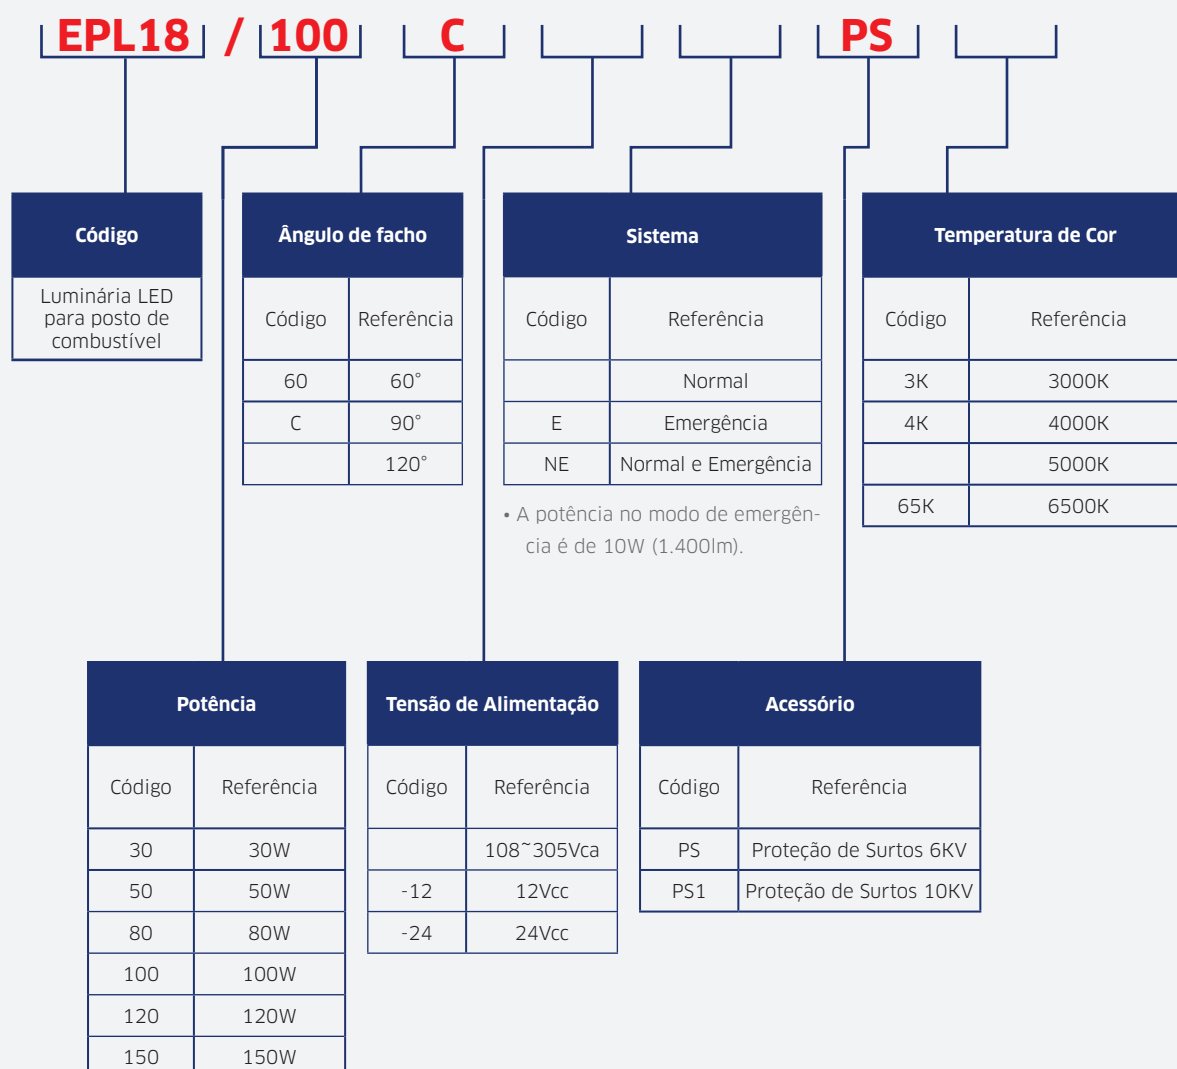 EPL18 / 100 C PS
Código
Luminária LED
para posto de
combustível
Ângulo de facho
Código Referência
60 60°
C 90°
120°
Sistema
Código Referência
Normal
E Emergência
NE Normal e Emergência
• A potência no modo de emergên-
cia é de 10W (1.400lm).
Temperatura de Cor
Código Referência
3K 3000K
4K 4000K
5000K
65K 6500K
Potência
Código Referência
30 30W
50 50W
80 80W
100 100W
120 120W
150 150W
Tensão de Alimentação
Código Referência
108~305Vca
-12 12Vcc
-24 24Vcc
Acessório
Código Referência
PS Proteção de Surtos 6KV
PS1 Proteção de Surtos 10KV